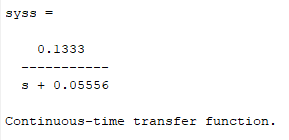 syss =
0.1333
-----------
s + 0.05556
Continuous-time transfer function.